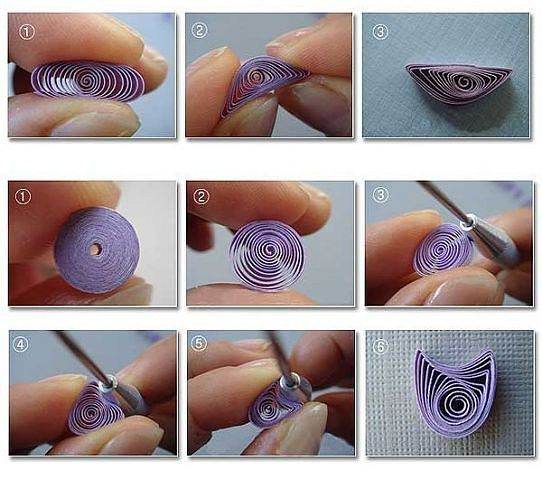 ① ② ③
① ② ③
④ ⑤ ⑥